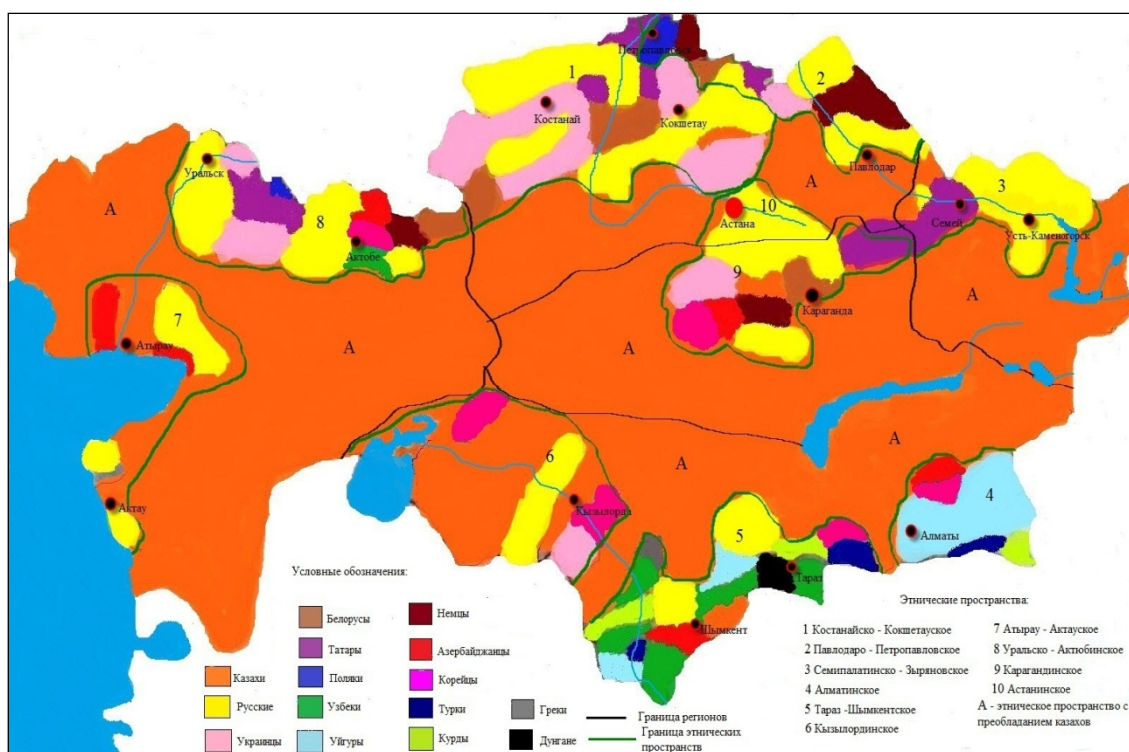 Петропавловск
1
2
Костанай
Кокшетау
Павлодар
Уральск
А
А
3
Семей
Усть-Каменогорск
10
Астана
8
Актобе
9
Караганда
А
7
Атырау
А
А
6
А
А
Кызылорда
4
Актау
5
Алматы
Тараз
Шымкент
Условные обозначения:
Белорусы
Татары
Казахи
Поляки
Русские
Узбеки
Украинцы
Уйгуры
Немцы
Азербайджанцы
Корейцы
Турки
Курды
Греки
Дунгане
Граница регионов
Граница этнических
пространств
Этнические пространства:
1 Костанайско - Кокшетауское
2 Павлодаро - Петропавловское
3 Семипалатинско - Зыряновское
4 Алматинское
5 Тараз -Шымкентское
6 Кызылординское
7 Атырау - Актауское
8 Уральско - Актюбинское
9 Карагандинское
10 Астанинское
А - этническое пространство с
преобладанием казахов